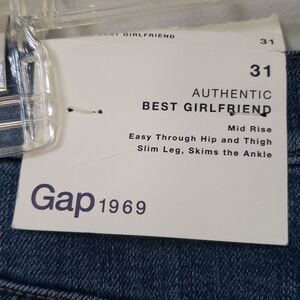 BEST GIRLFRIEND
31
31
AUTHENTIC
BEST GIRLFRIEND
Mid Rise
Easy Through Hip and Thigh
Slim Leg, Skims the Ankle
Gap 1969